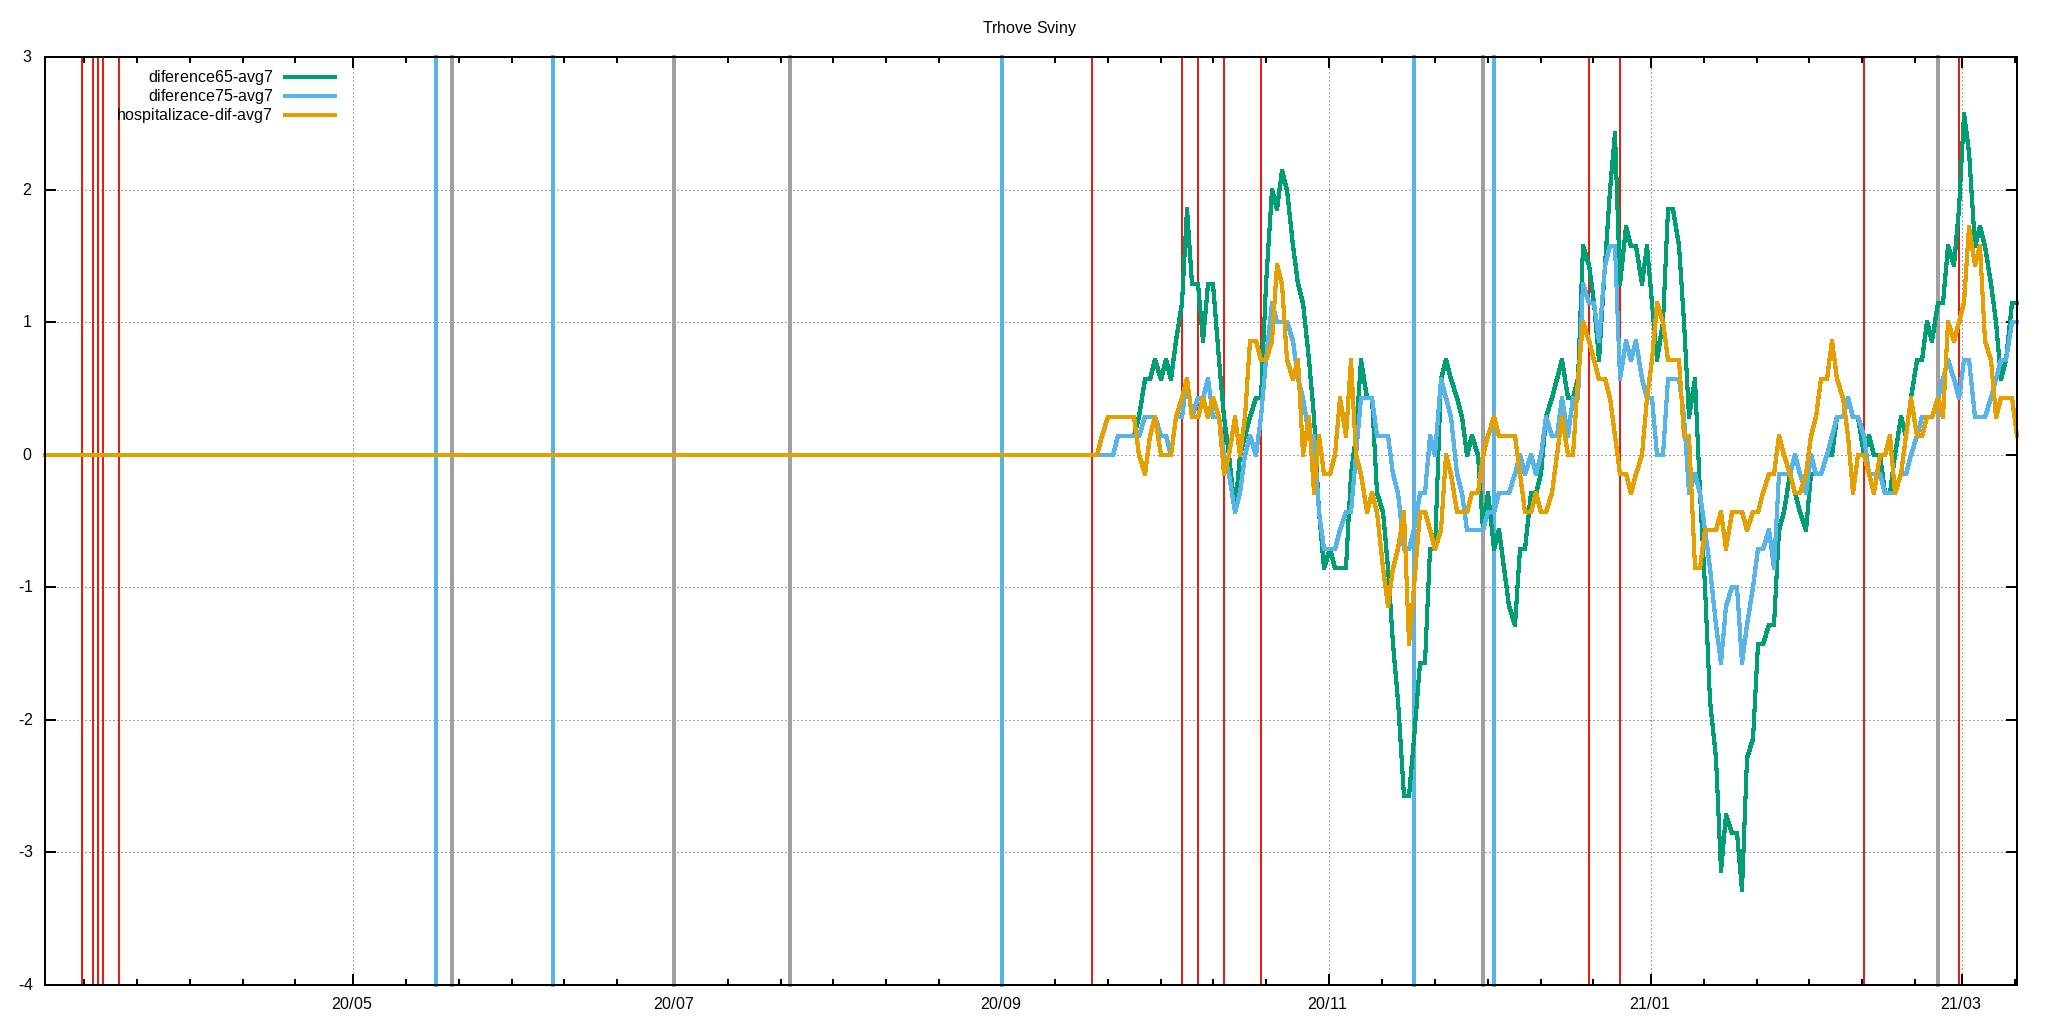 Trhove Sviny
diference65-avg7
diference75-avg7
hospitalizace-dif-avg7
3
2
1
0
-1
-2
-3
-4
20/05 20/07 20/09 20/11 21/01 21/03